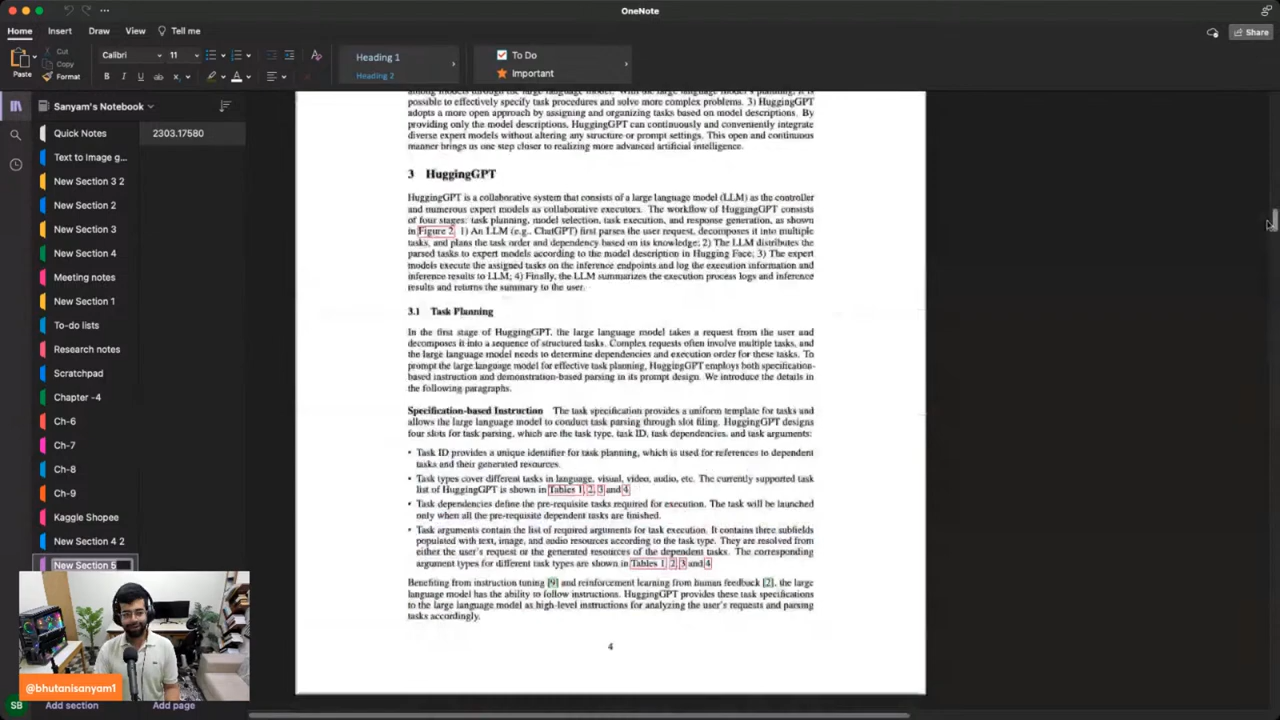 OneNote
Home Insert Draw View Tell me
Share
Paste
Cut
Copy
Format
Calibri 11
B I U ab x A
Heading 1
Heading 2
To Do
Important
Sanyam's Notebook
Quick Notes
Text to Image g...
New Section 3 2
New Section 2
New Section 3
New Section 4
Meeting notes
New Section 1
To-do lists
Research notes
Scratchpad
Chapter -4
Ch-6
Ch-7
Ch-8
Ch-9
Kaggle Shopee
New Section 4 2
New Section 5
@bhutanisanyam1
SB
Add section
Add page
2303.17580
among models through the large language model. With the large language model's planning, it is
possible to effectively specify task procedures and solve more complex problems. 3) HuggingGPT
adopts a more open approach by assigning and organizing tasks based on model descriptions. By
providing only the model descriptions, HuggingGPT can continuously and conveniently integrate
diverse expert models without altering any structure or prompt settings. This open and continuous
manner brings us one step closer to realizing more advanced artificial intelligence.
3 HuggingGPT
HuggingGPT is a collaborative system that consists of a large language model (LLM) as the controller
and numerous expert models as collaborative executors. The workflow of HuggingGPT consists
of four stages: task planning, model selection, task execution, and response generation, as shown
in Figure 2. 1) An LLM (e.g., ChatGPT) first parses the user request, decomposes it into multiple
tasks, and plans the task order and dependency based on its knowledge; 2) The LLM distributes the
parsed tasks to expert models according to the model description in Hugging Face; 3) The expert
models execute the assigned tasks on the inference endpoints and log the execution information and
inference results to LLM; 4) Finally, the LLM summarizes the execution process logs and inference
results and returns the summary to the user.
3.1 Task Planning
In the first stage of HuggingGPT, the large language model takes a request from the user and
decomposes it into a sequence of structured tasks. Complex requests often involve multiple tasks, and
the large language model needs to determine dependencies and execution order for these tasks. To
prompt the large language model for effective task planning, HuggingGPT employs both specification-
based instruction and demonstration-based parsing in its prompt design. We introduce the details in
the following paragraphs.
Specification-based Instruction The task specification provides a uniform template for tasks and
allows the large language model to conduct task parsing through slot filing. HuggingGPT designs
four slots for task parsing, which are the task type, task ID, task dependencies, and task arguments:
• Task ID provides a unique identifier for task planning, which is used for references to dependent
tasks and their generated resources.
• Task types cover different tasks in language, visual, video, audio, etc. The currently supported task
list of HuggingGPT is shown in Tables 1, 2, 3 and 4
• Task dependencies define the pre-requisite tasks required for execution. The task will be launched
only when all the pre-requisite dependent tasks are finished.
• Task arguments contain the list of required arguments for task execution. It contains three subfields
populated with text, image, and audio resources according to the task type. They are resolved from
either the user's request or the generated resources of the dependent tasks. The corresponding
argument types for different task types are shown in Tables 1, 2, 3 and 4
Benefiting from instruction tuning [9] and reinforcement learning from human feedback [2], the large
language model has the ability to follow instructions. HuggingGPT provides these task specifications
to the large language model as high-level instructions for analyzing the user's requests and parsing
tasks accordingly.
4